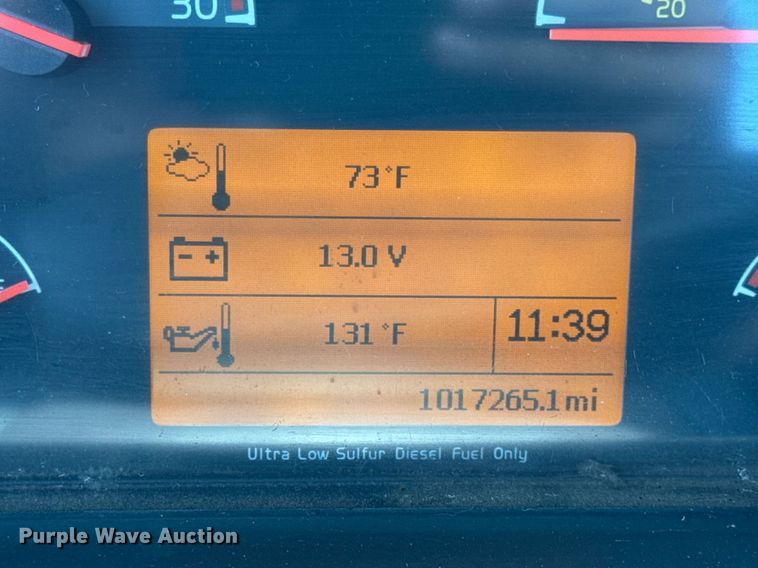 30
20
73°F
- +
13.0 V
131°F
11:39
1017265.1mi
Ultra Low Sulfur Diesel Fuel Only
Purple Wave Auction®